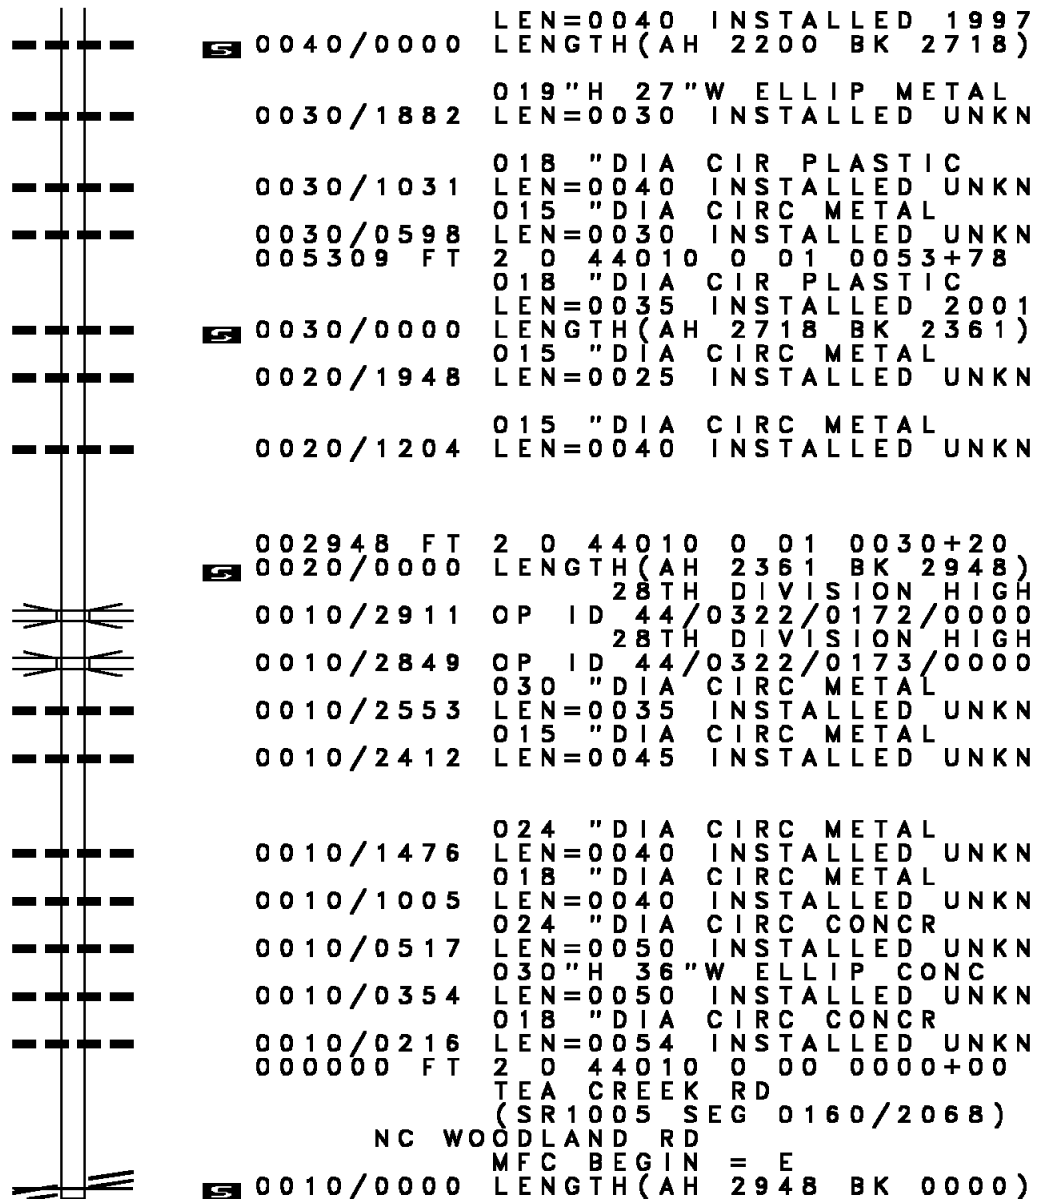 LEN=0040 INSTALLED 1997
S 0040/0000 LENGTH(AH 2200 BK 2718)
019"H 27"W ELLIP METAL
0030/1882 LEN=0030 INSTALLED UNKN
018 "DIA CIR PLASTIC
0030/1031 LEN=0040 INSTALLED UNKN
015 "DIA CIRC METAL
0030/0598 LEN=0030 INSTALLED UNKN
005309 FT 2 0 44010 0 01 0053+78
018 "DIA CIR PLASTIC
LEN=0035 INSTALLED 2001
S 0030/0000 LENGTH(AH 2718 BK 2361)
015 "DIA CIRC METAL
0020/1948 LEN=0025 INSTALLED UNKN
015 "DIA CIRC METAL
0020/1204 LEN=0040 INSTALLED UNKN
002948 FT 2 0 44010 0 01 0030+20
S 0020/0000 LENGTH(AH 2361 BK 2948)
28TH DIVISION HIGH
0010/2911 OP ID 44/0322/0172/0000
28TH DIVISION HIGH
0010/2849 OP ID 44/0322/0173/0000
030 "DIA CIRC METAL
0010/2553 LEN=0035 INSTALLED UNKN
015 "DIA CIRC METAL
0010/2412 LEN=0045 INSTALLED UNKN
024 "DIA CIRC METAL
0010/1476 LEN=0040 INSTALLED UNKN
018 "DIA CIRC METAL
0010/1005 LEN=0040 INSTALLED UNKN
024 "DIA CIRC CONCR
0010/0517 LEN=0050 INSTALLED UNKN
030"H 36"W ELLIP CONC
0010/0354 LEN=0050 INSTALLED UNKN
018 "DIA CIRC CONCR
0010/0216 LEN=0054 INSTALLED UNKN
000000 FT 2 0 44010 0 00 0000+00
TEA CREEK RD
(SR1005 SEG 0160/2068)
NC WOODLAND RD
MFC BEGIN = E
S 0010/0000 LENGTH(AH 2948 BK 0000)